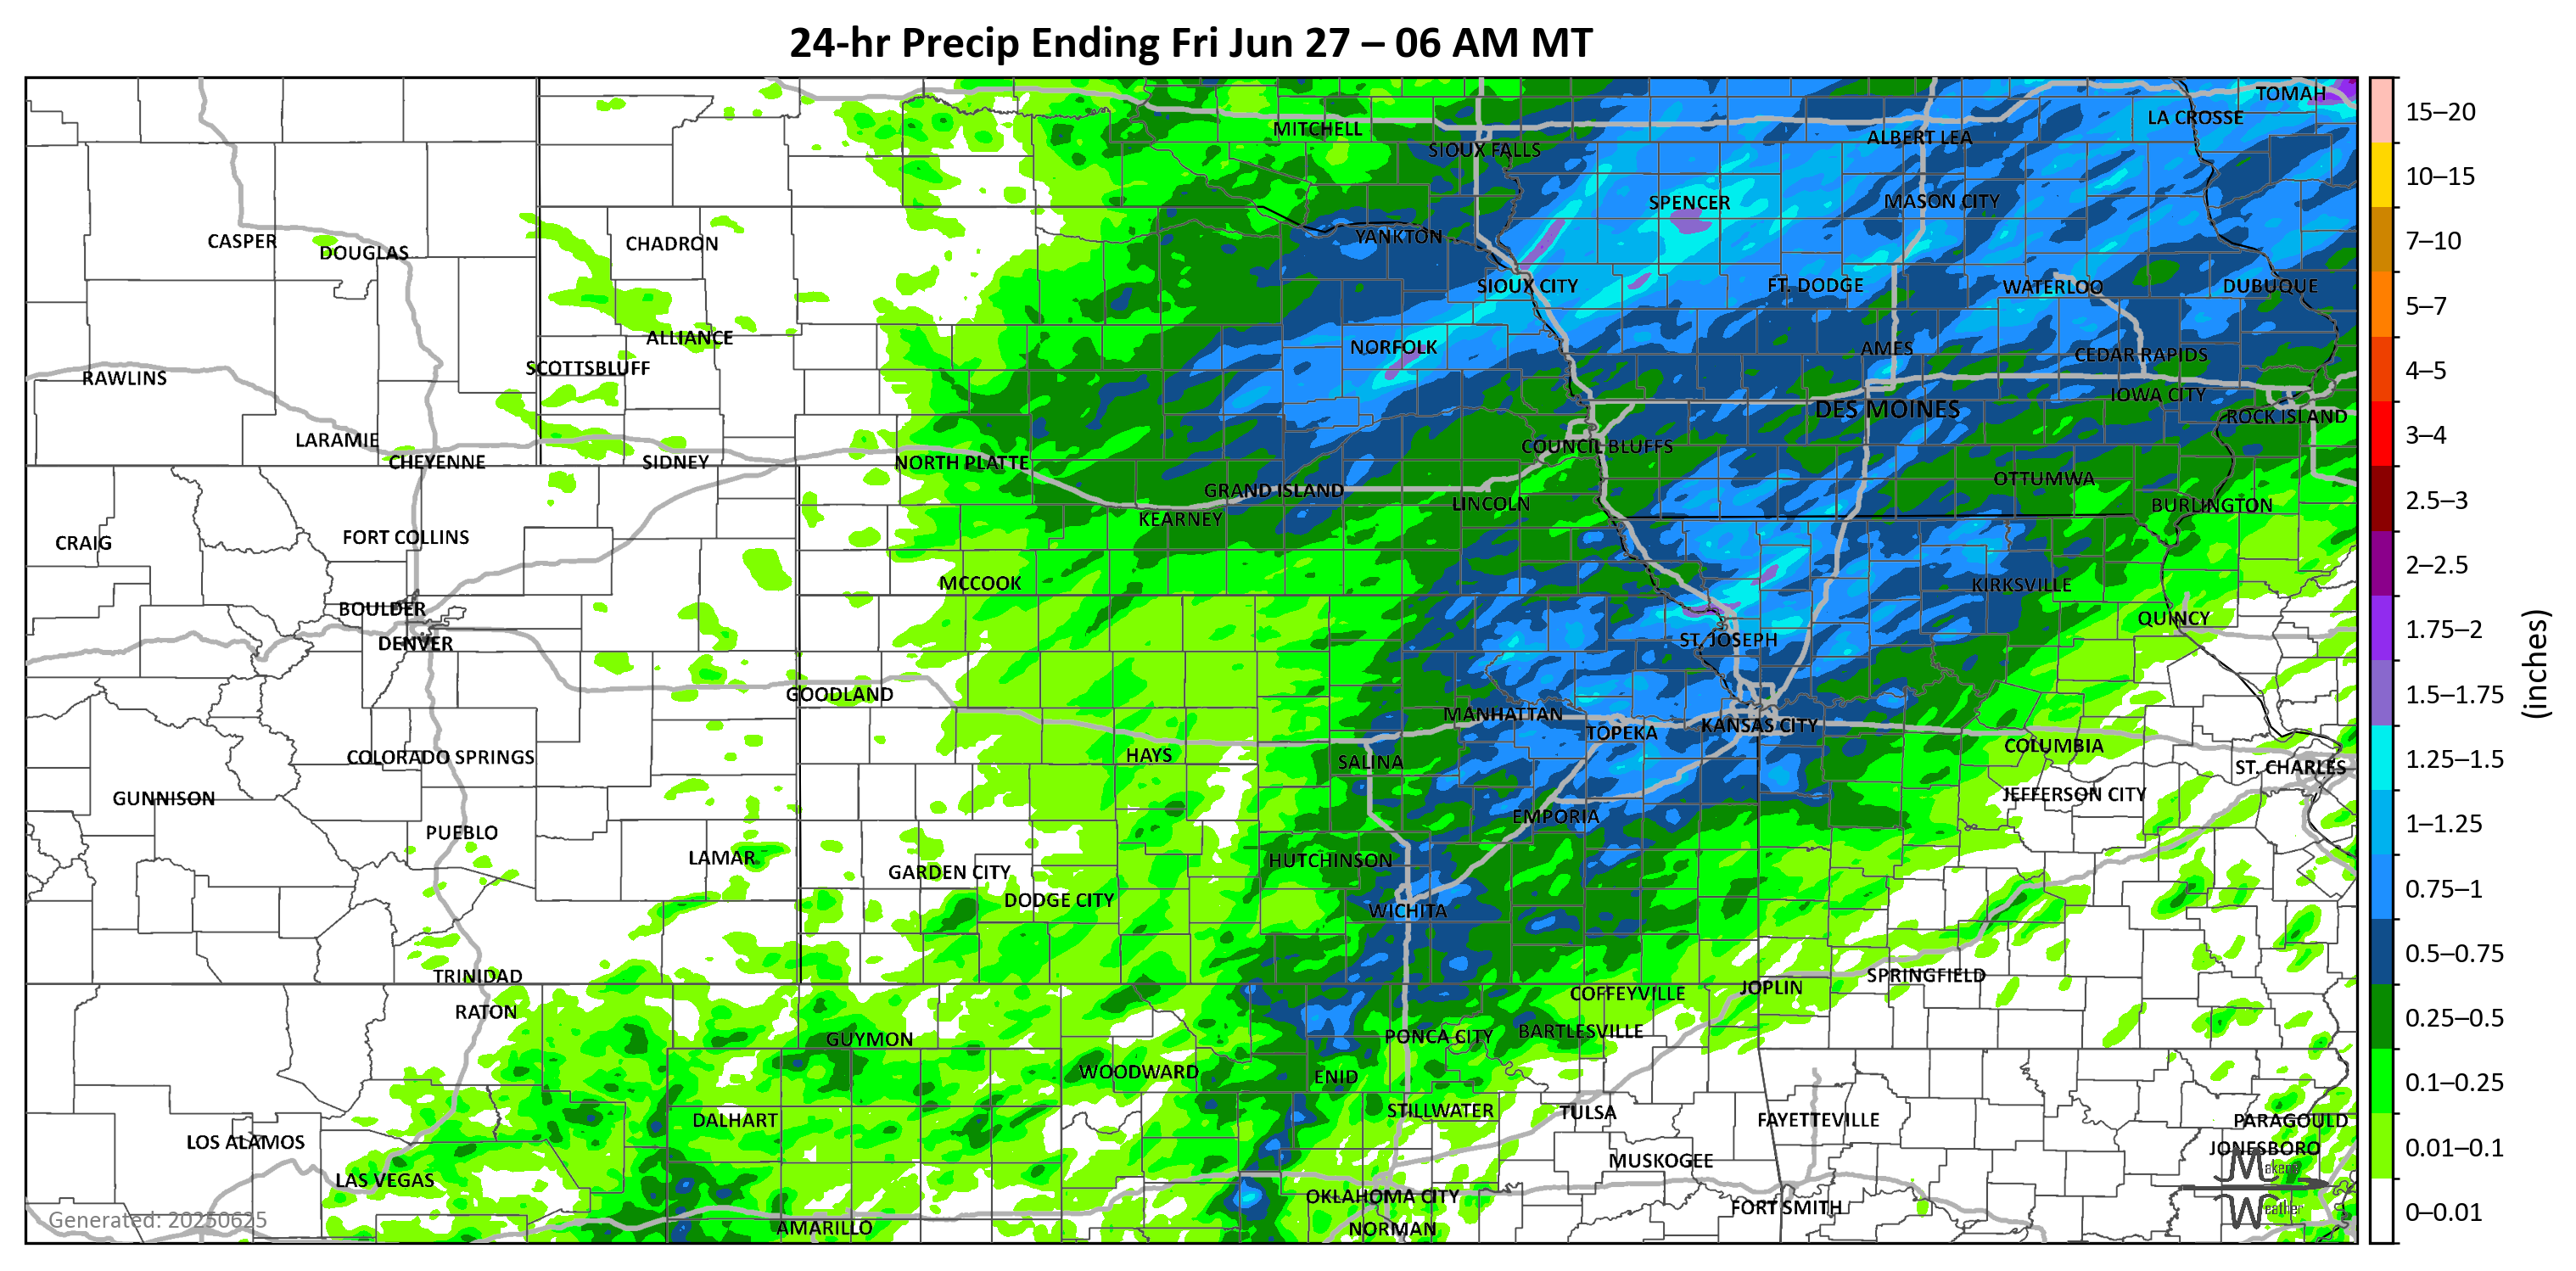 24-hr Precip Ending Fri Jun 27 – 06 AM MT
TOMAH
15–20
LA CROSSE
MITCHELL
ALBERT LEA
SIOUX FALLS
10–15
SPENCER
MASON CITY
YANKTON
CASPER
DOUGLAS
CHADRON
7–10
SIOUX CITY
FT. DODGE
WATERLOO
DUBUQUE
5–7
ALLIANCE
NORFOLK
AMES
CEDAR RAPIDS
SCOTTSBLUFF
RAWLINS
4–5
IOWA CITY
DES MOINES
ROCK ISLAND
LARAMIE
COUNCIL BLUFFS
3–4
CHEYENNE
SIDNEY
NORTH PLATTE
GRAND ISLAND
LINCOLN
OTTUMWA
2.5–3
BURLINGTON
KEARNEY
FORT COLLINS
CRAIG
2–2.5
MCCOOK
KIRKSVILLE
BOULDER
QUINCY
1.75–2
DENVER
ST. JOSEPH
(inches)
GOODLAND
1.5–1.75
MANHATTAN
TOPEKA
KANSAS CITY
COLUMBIA
COLORADO SPRINGS
HAYS
SALINA
ST. CHARLES
1.25–1.5
GUNNISON
JEFFERSON CITY
EMPORIA
1–1.25
PUEBLO
LAMAR
HUTCHINSON
GARDEN CITY
0.75–1
DODGE CITY
WICHITA
0.5–0.75
TRINIDAD
SPRINGFIELD
JOPLIN
COFFEYVILLE
RATON
0.25–0.5
GUYMON
PONCA CITY
BARTLESVILLE
WOODWARD
ENID
0.1–0.25
DALHART
STILLWATER
TULSA
FAYETTEVILLE
PARAGOULD
LOS ALAMOS
JONESBORO
0.01–0.1
MUSKOGEE
Makens
LAS VEGAS
OKLAHOMA CITY
FORT SMITH
Weather
0–0.01
Generated: 20250625
AMARILLO
NORMAN